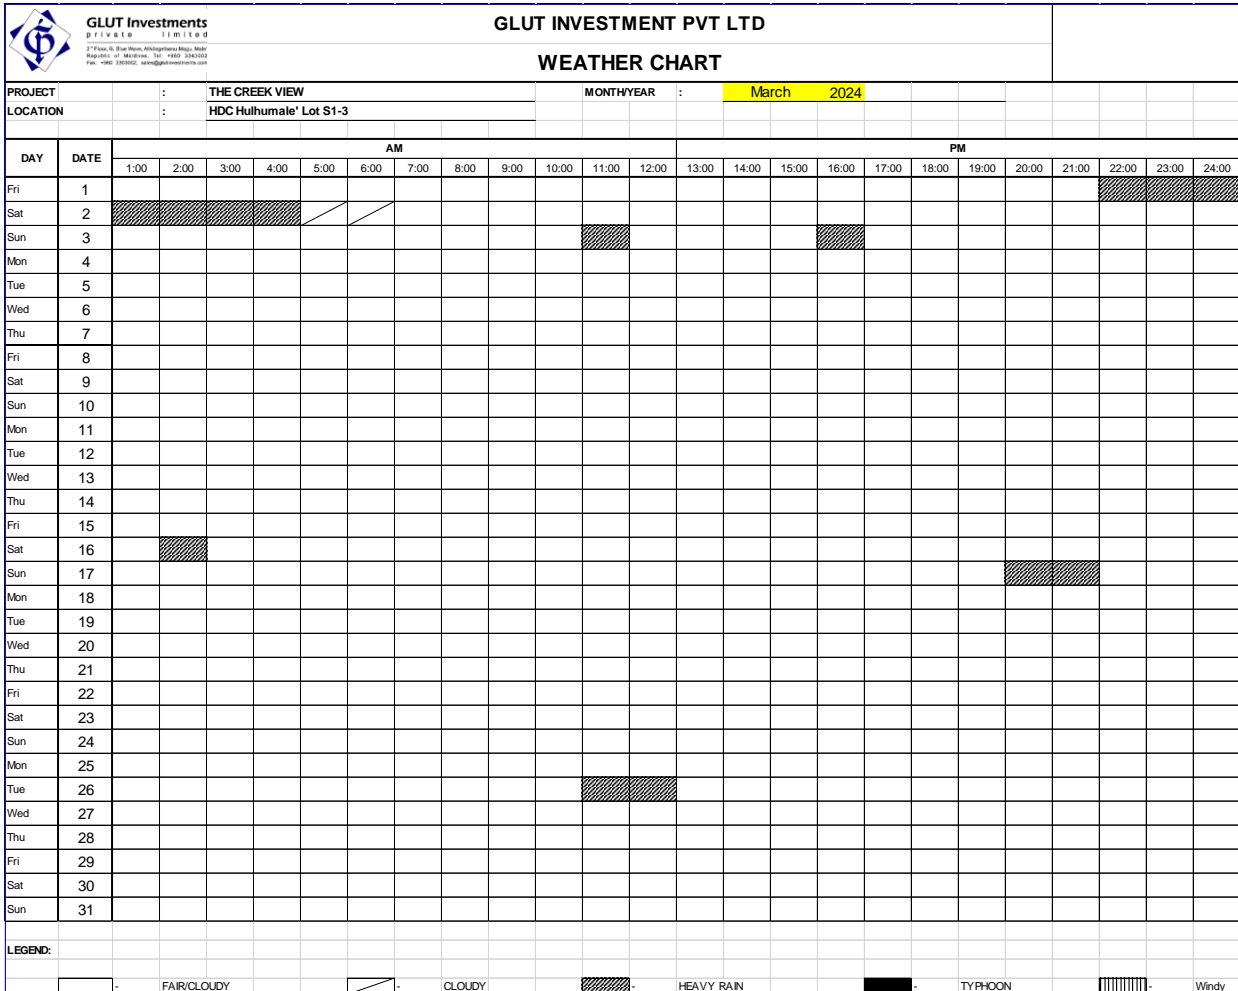 GLUT Investments
private limited
GLUT INVESTMENT PVT LTD
WEATHER CHART
PROJECT : THE CREEK VIEW MONTH/YEAR : March 2024
LOCATION : HDC Hulhumale' Lot S1-3
DAY DATE AM PM
1:00 2:00 3:00 4:00 5:00 6:00 7:00 8:00 9:00 10:00 11:00 12:00 13:00 14:00 15:00 16:00 17:00 18:00 19:00 20:00 21:00 22:00 23:00 24:00
Fri 1
Sat 2
Sun 3
Mon 4
Tue 5
Wed 6
Thu 7
Fri 8
Sat 9
Sun 10
Mon 11
Tue 12
Wed 13
Thu 14
Fri 15
Sat 16
Sun 17
Mon 18
Tue 19
Wed 20
Thu 21
Fri 22
Sat 23
Sun 24
Mon 25
Tue 26
Wed 27
Thu 28
Fri 29
Sat 30
Sun 31
LEGEND:
- FAIR/CLOUDY - CLOUDY - HEAVY RAIN - TYPHOON - Windy